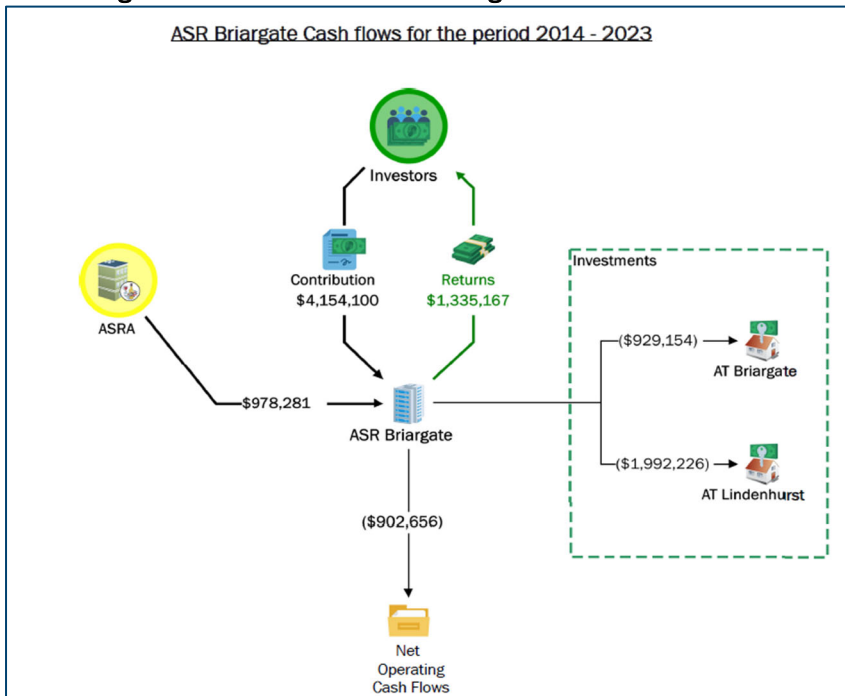 ASR Briargate Cash flows for the period 2014 - 2023
Investors
Contribution
$4,154,100
Returns
$1,335,167
Investments
ASRA
($929,154)
AT Briargate
$978,281
ASR Briargate
($1,992,226)
AT Lindenhurst
($902,656)
Net
Operating
Cash Flows